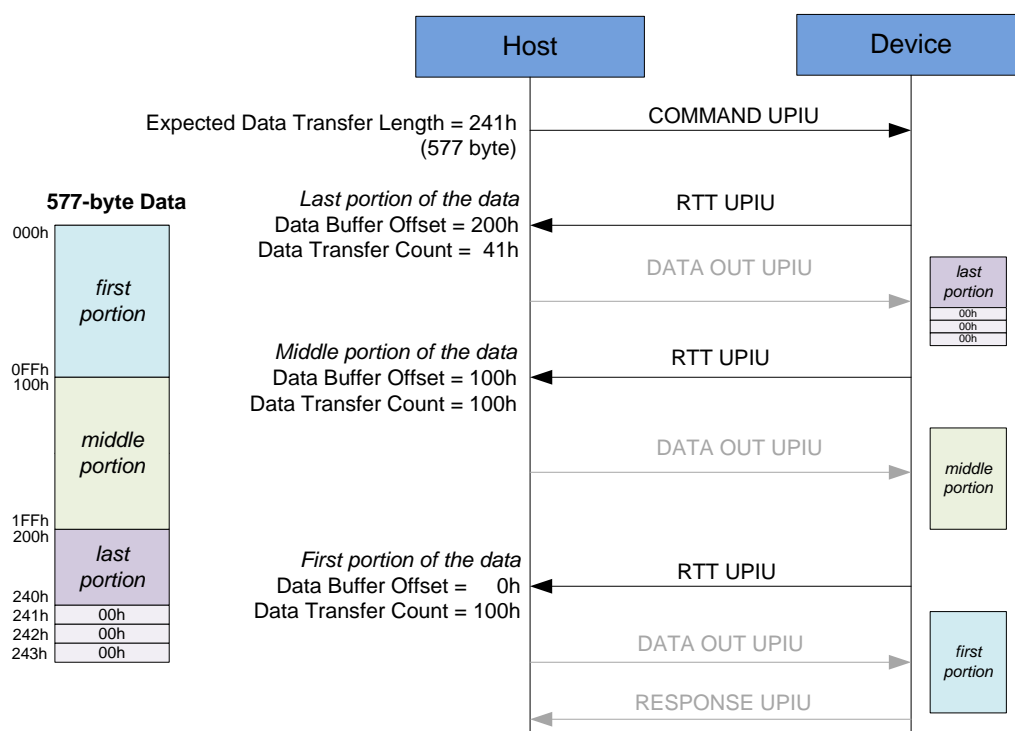 Host
Device
Expected Data Transfer Length = 241h
(577 byte)
COMMAND UPIU
577-byte Data
000h
first
portion
0FFh
100h
middle
portion
1FFh
200h
last
portion
240h
241h 00h
242h 00h
243h 00h
Last portion of the data
Data Buffer Offset = 200h
Data Transfer Count = 41h
RTT UPIU
DATA OUT UPIU
last
portion
00h
00h
00h
Middle portion of the data
Data Buffer Offset = 100h
Data Transfer Count = 100h
RTT UPIU
DATA OUT UPIU
middle
portion
First portion of the data
Data Buffer Offset = 0h
Data Transfer Count = 100h
RTT UPIU
DATA OUT UPIU
first
portion
RESPONSE UPIU